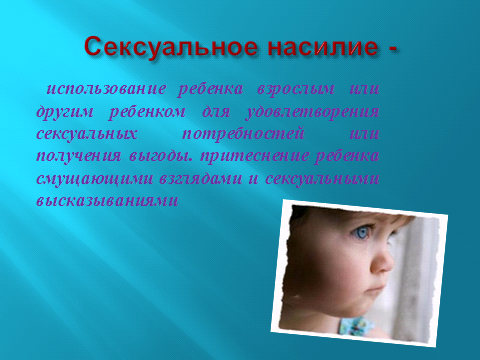 Сексуальное насилие -
использование ребенка взрослым или
другим ребенком для удовлетворения
сексуальных потребностей или
получения выгоды. притеснение ребенка
смущающими взглядами и сексуальными
высказываниями